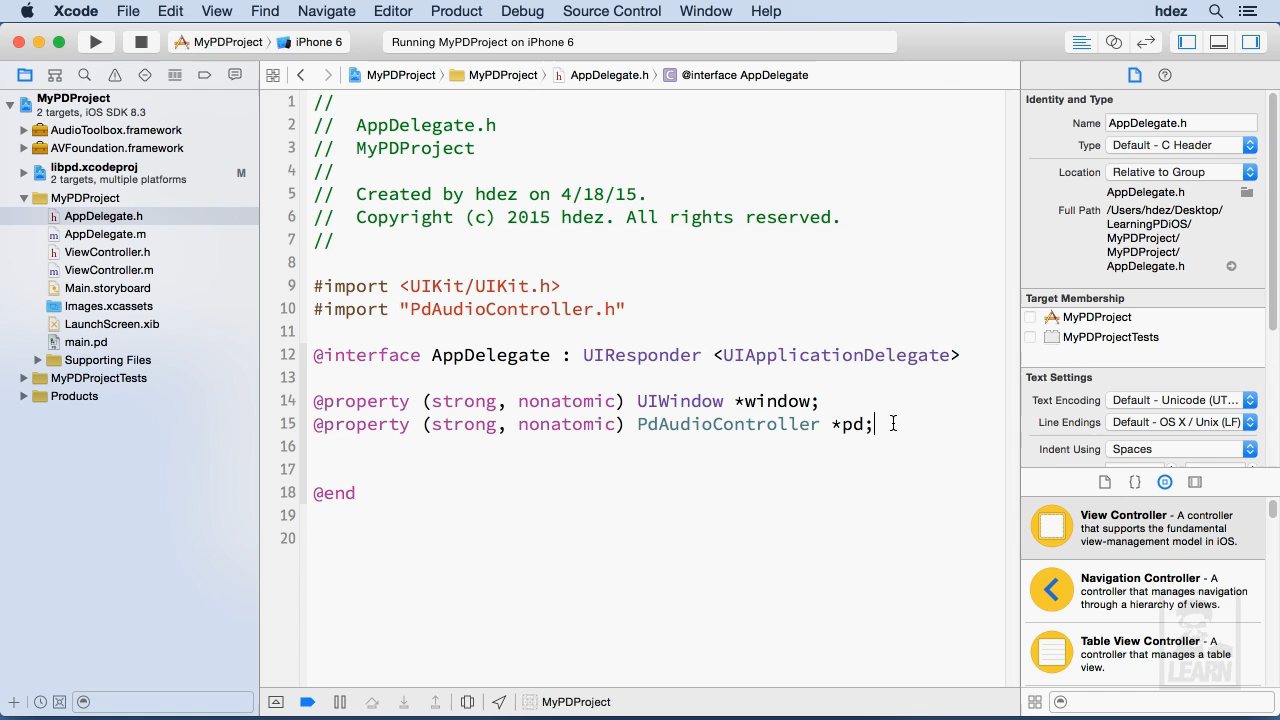 Xcode File Edit View Find Navigate Editor Product Debug Source Control Window Help hdez
MyPDProject iPhone 6 Running MyPDProject on iPhone 6
MyPDProject MyPDProject AppDelegate.h @interface AppDelegate
MyPDProject
2 targets, iOS SDK 8.3
AudioToolbox.framework
AVFoundation.framework
libpd.xcodeproj
2 targets, multiple platforms M
MyPDProject
AppDelegate.h
AppDelegate.m
ViewController.h
ViewController.m
Main.storyboard
Images.xcassets
LaunchScreen.xib
main.pd
Supporting Files
MyPDProjectTests
Products
1 //
2 // AppDelegate.h
3 // MyPDProject
4 //
5 // Created by hdez on 4/18/15.
6 // Copyright (c) 2015 hdez. All rights reserved.
7 //
8
9 #import <UIKit/UIKit.h>
10 #import "PdAudioController.h"
11
12 @interface AppDelegate : UIResponder <UIApplicationDelegate>
13
14 @property (strong, nonatomic) UIWindow *window;
15 @property (strong, nonatomic) PdAudioController *pd;
16
17
18 @end
19
20
MyPDProject
Identity and Type
Name AppDelegate.h
Type Default - C Header
Location Relative to Group
AppDelegate.h
Full Path /Users/hdez/Desktop/
LearningPDiOS/
MyPDProject/
MyPDProject/
AppDelegate.h
Target Membership
MyPDProject
MyPDProjectTests
Text Settings
Text Encoding Default - Unicode (UT...
Line Endings Default - OS X / Unix (LF)
Indent Using Spaces
View Controller - A controller
that supports the fundamental
view-management model in iOS.
Navigation Controller - A
controller that manages navigation
through a hierarchy of views.
Table View Controller - A
controller that manages a table
view.
LEARN